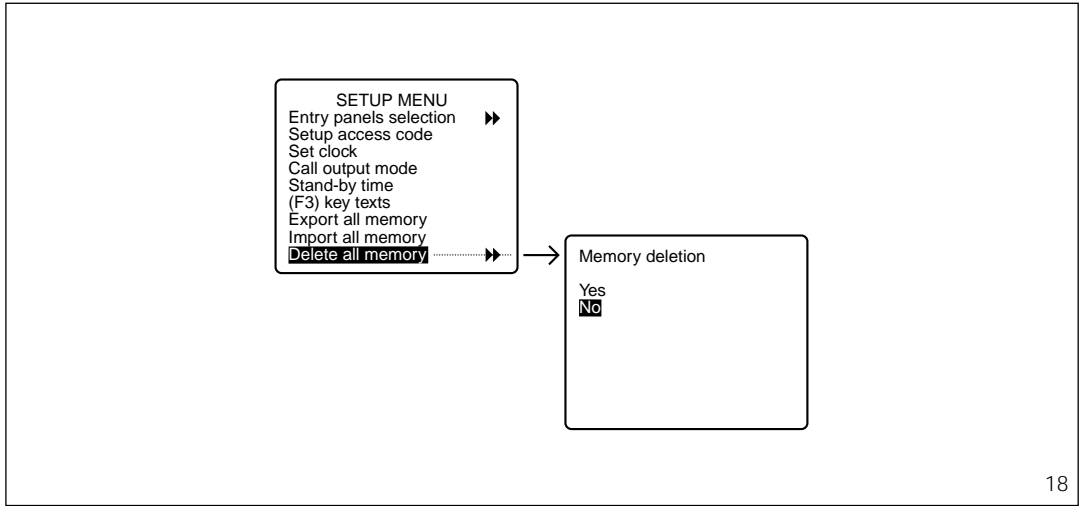 SETUP MENU
Entry panels selection
Setup access code
Set clock
Call output mode
Stand-by time
(F3) key texts
Export all memory
Import all memory
Delete all memory
Memory deletion
Yes
No
18